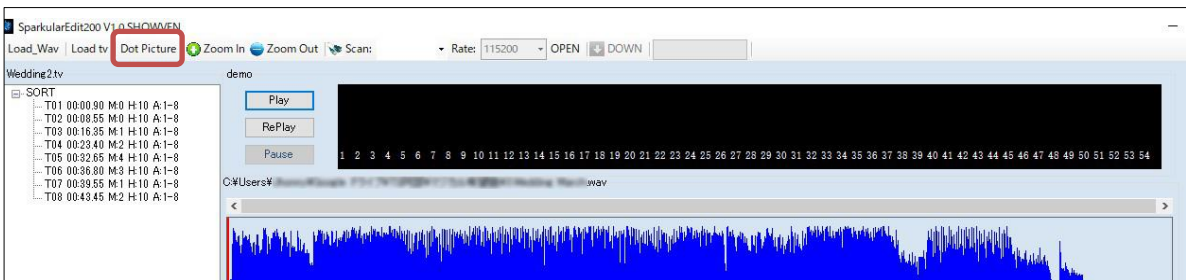 SparkularEdit200 V1.0 SHOWVEN
Load_Wav Load tv Dot Picture Zoom In Zoom Out Scan: Rate: 115200 OPEN DOWN
Wedding2.tv
SORT
T01 00:00.90 M:0 H:10 A:1-8
T02 00:08.55 M:0 H:10 A:1-8
T03 00:16.35 M:1 H:10 A:1-8
T04 00:23.40 M:2 H:10 A:1-8
T05 00:32.65 M:4 H:10 A:1-8
T06 00:36.80 M:3 H:10 A:1-8
T07 00:39.55 M:1 H:10 A:1-8
T08 00:43.45 M:2 H:10 A:1-8
demo
Play
RePlay
Pause
1 2 3 4 5 6 7 8 9 10 11 12 13 14 15 16 17 18 19 20 21 22 23 24 25 26 27 28 29 30 31 32 33 34 35 36 37 38 39 40 41 42 43 44 45 46 47 48 49 50 51 52 53 54
C:¥Users¥ .wav